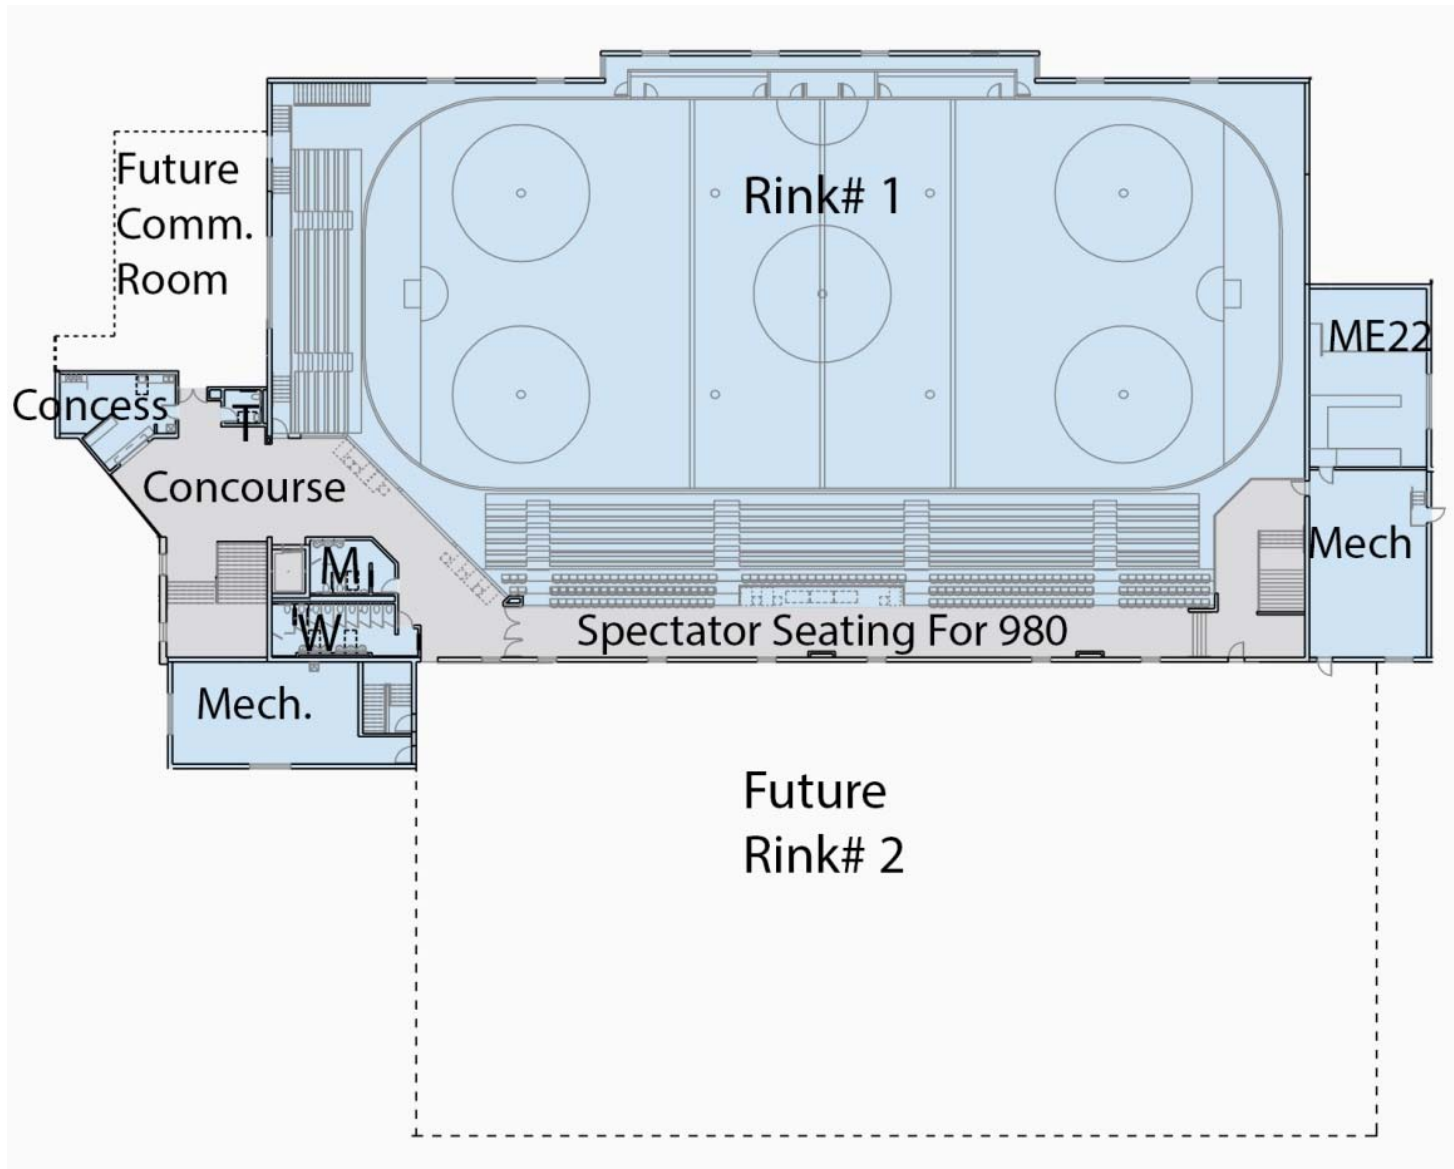 Future
Comm.
Room
Rink# 1
ME22
Concess
T
Concourse
Mech
M
W
Spectator Seating For 980
Mech.
Future
Rink# 2